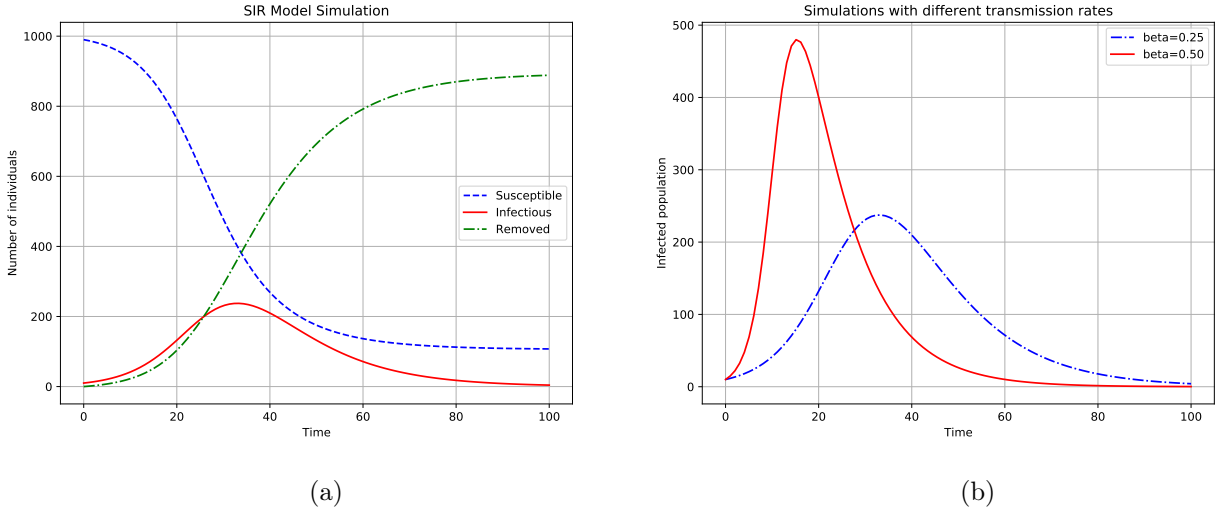 SIR Model Simulation
1000
800
600
400
200
0
Number of individuals
Susceptible
Infectious
Removed
0 20 40 60 80 100
Time
(a)
Simulations with different transmission rates
500
400
300
200
100
0
Infected population
beta=0.25
beta=0.50
0 20 40 60 80 100
Time
(b)